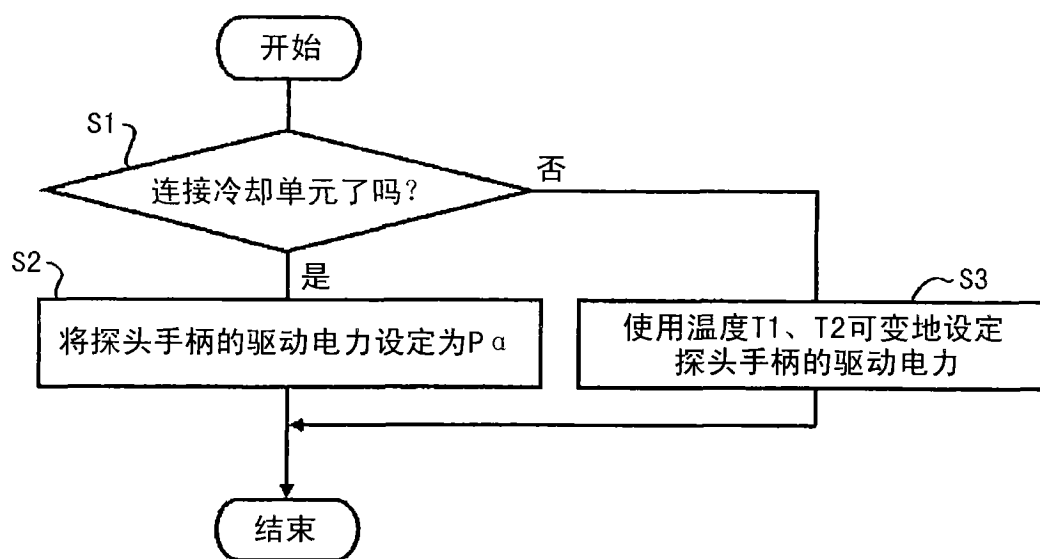 开始
S1
连接冷却单元了吗?
否
S2
是
将探头手柄的驱动电力设定为Pα
S3
使用温度T1、T2可变地设定
探头手柄的驱动电力
结束